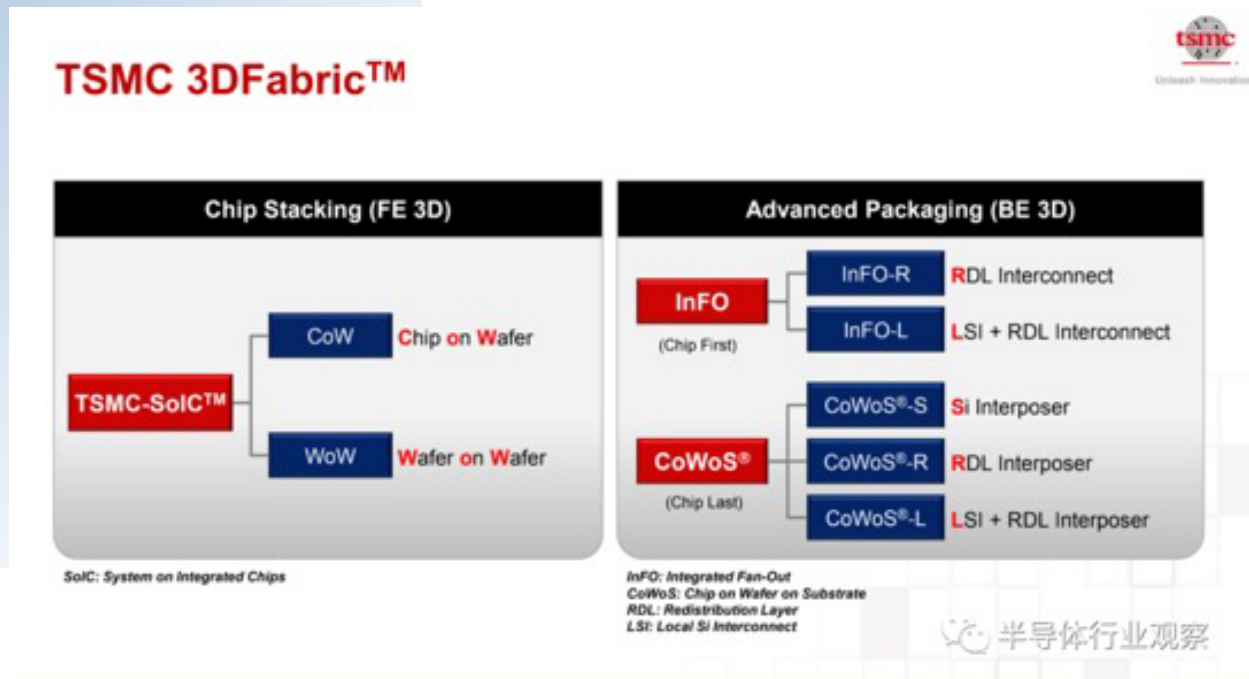 TSMC 3DFabric™
tsmc
Unleash Innovation
Chip Stacking (FE 3D)
TSMC-SoIC™
CoW
Chip on Wafer
WoW
Wafer on Wafer
SoIC: System on Integrated Chips
Advanced Packaging (BE 3D)
InFO
(Chip First)
InFO-R
RDL Interconnect
InFO-L
LSI + RDL Interconnect
CoWoS®
(Chip Last)
CoWoS®-S
Si Interposer
CoWoS®-R
RDL Interposer
CoWoS®-L
LSI + RDL Interposer
InFO: Integrated Fan-Out
CoWoS: Chip on Wafer on Substrate
RDL: Redistribution Layer
LSI: Local Si Interconnect
半导体行业观察